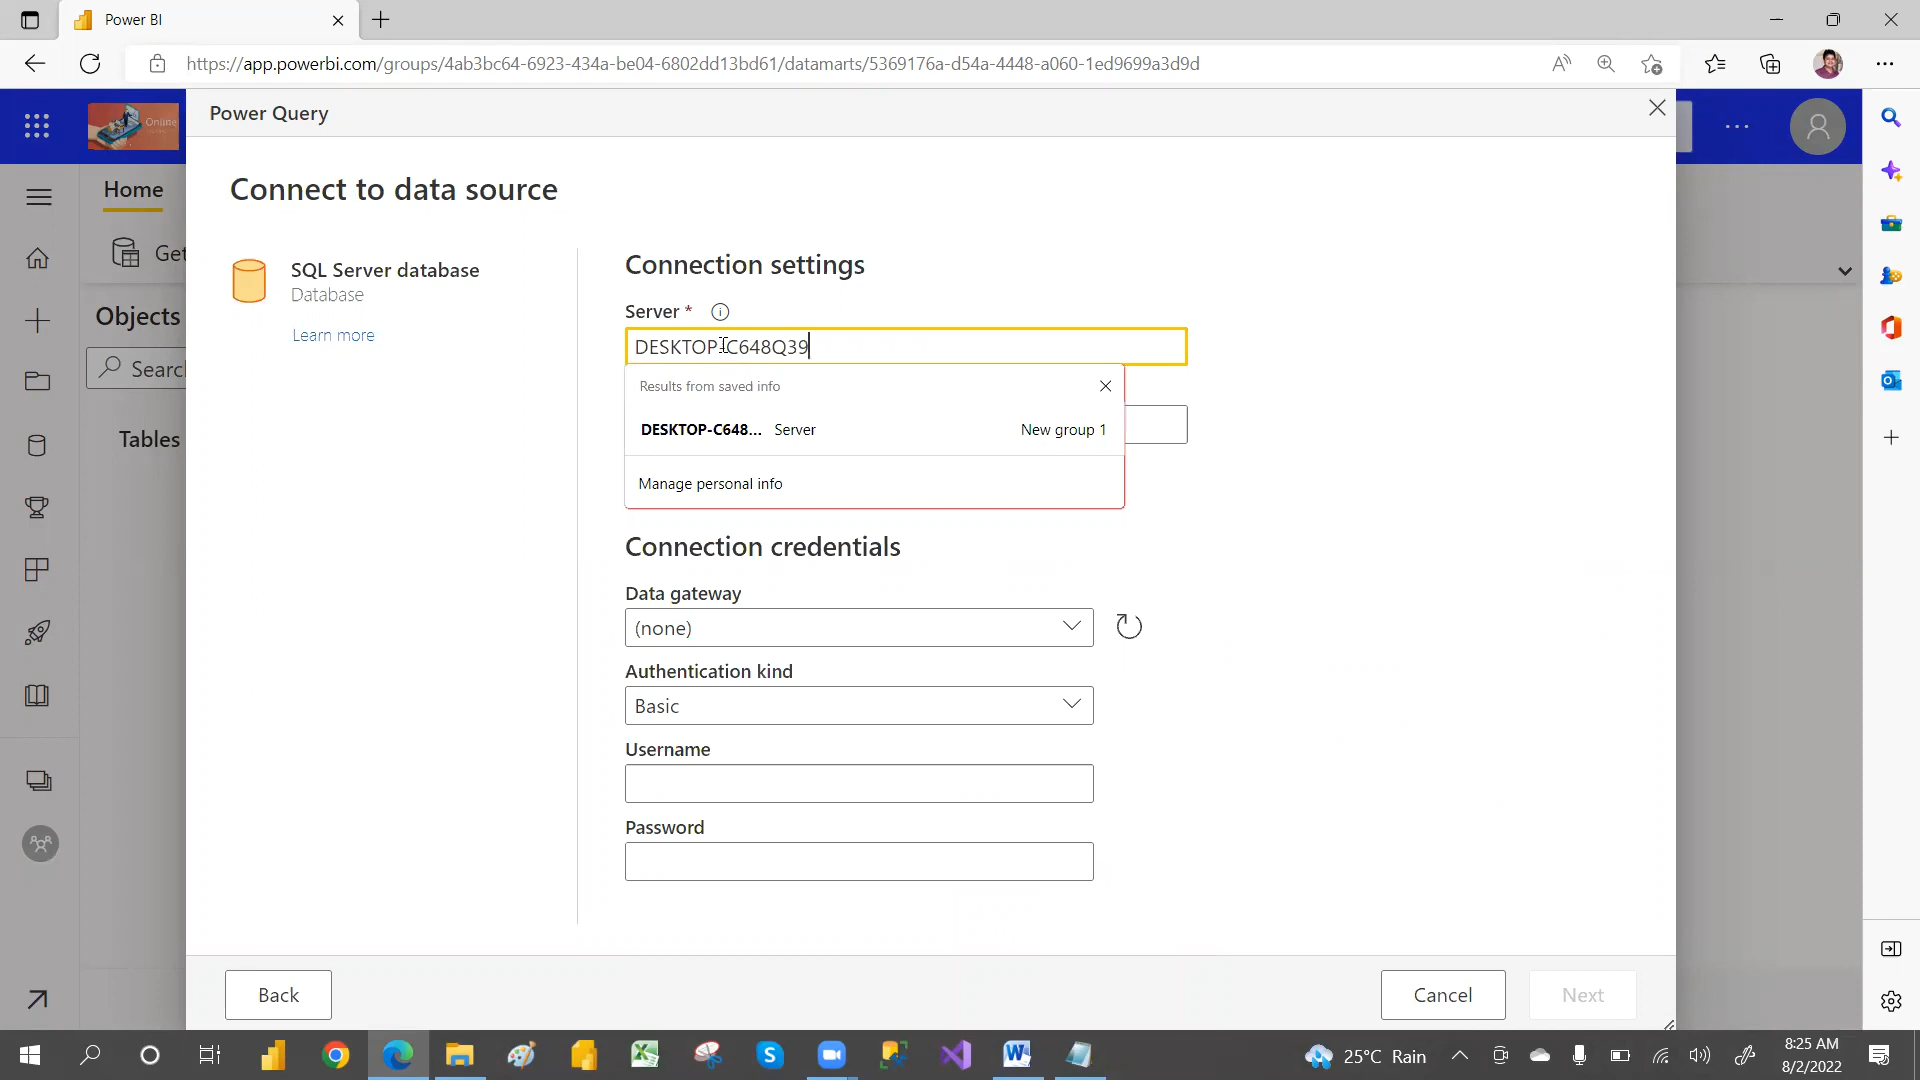 Power BI
https://app.powerbi.com/groups/4ab3bc64-6923-434a-be04-6802dd13bd61/datamarts/5369176a-d54a-4448-a060-1ed9699a3d9d
Power Query
Online
Home
Get
Objects
Search
Tables
Connect to data source
SQL Server database
Database
Learn more
Connection settings
Server *
DESKTOP-C648Q39
Results from saved info
DESKTOP-C648... Server New group 1
Manage personal info
Connection credentials
Data gateway
(none)
Authentication kind
Basic
Username
Password
Back
Cancel
Next
25°C Rain
8:25 AM
8/2/2022